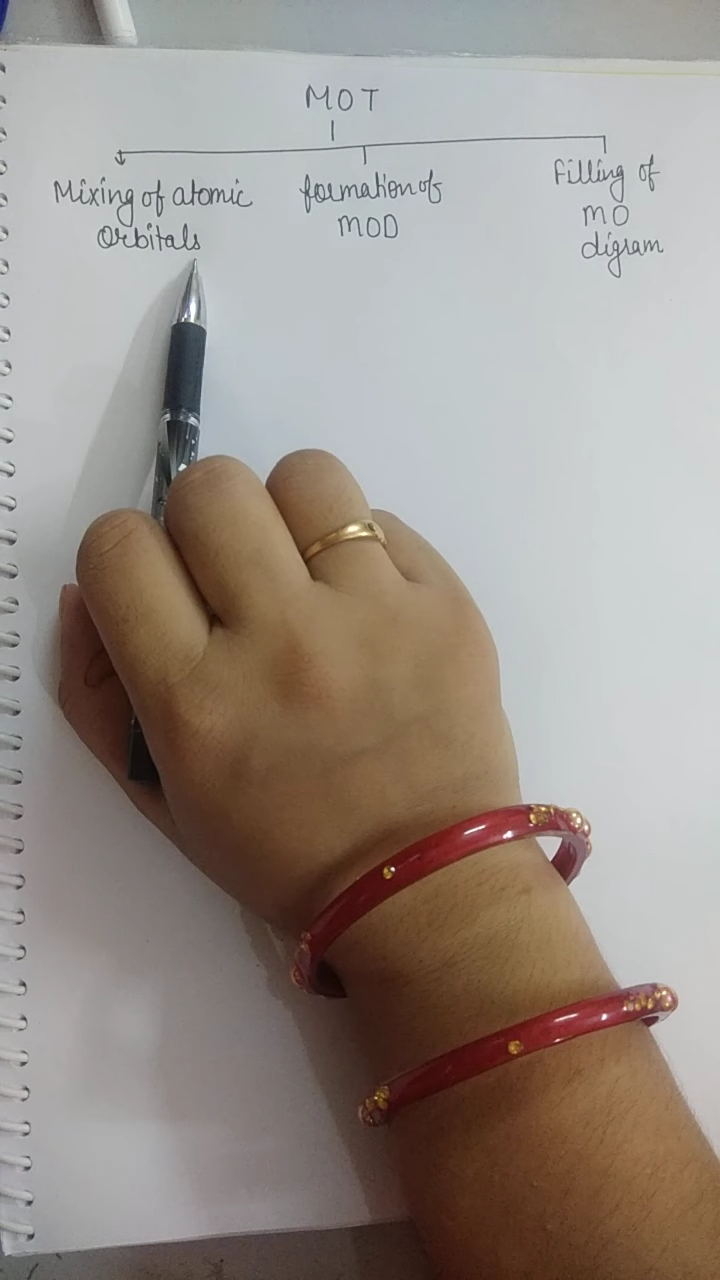 MOT
Mixing of atomic
Orbitals
formation of
MOD
Filling of
MO
digram